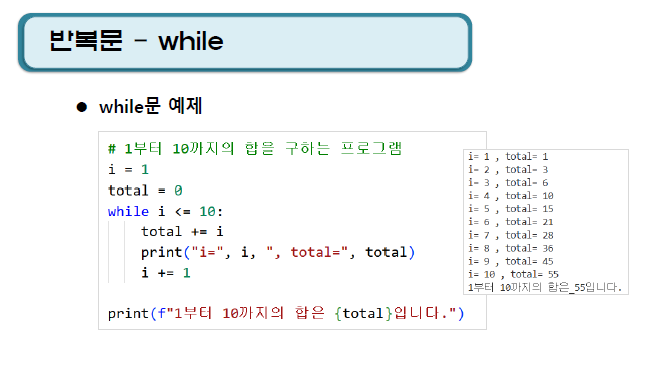 반복문 - while
● while문 예제
# 1부터 10까지의 합을 구하는 프로그램
i = 1
total = 0
while i <= 10:
    total += i
    print("i=", i, ", total=", total)
    i += 1
print(f"1부터 10까지의 합은 {total}입니다.")
i= 1 , total= 1
i= 2 , total= 3
i= 3 , total= 6
i= 4 , total= 10
i= 5 , total= 15
i= 6 , total= 21
i= 7 , total= 28
i= 8 , total= 36
i= 9 , total= 45
i= 10 , total= 55
1부터 10까지의 합은 55입니다.